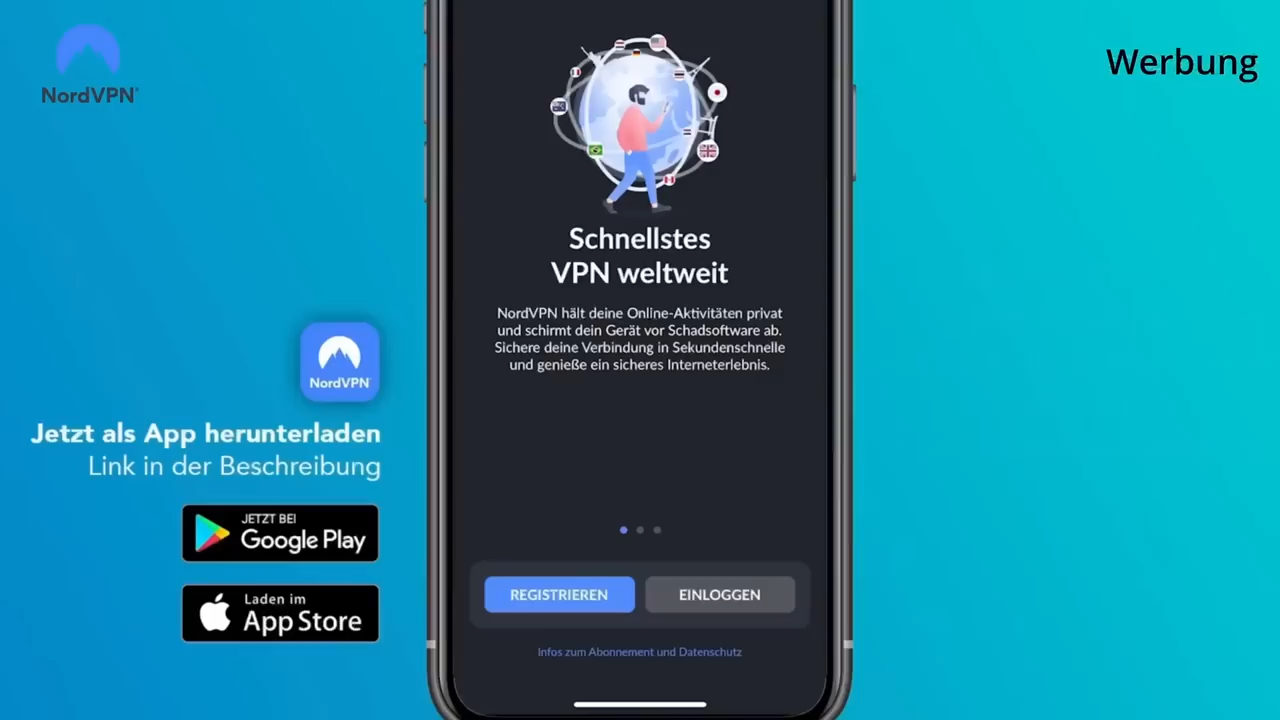 NordVPN®
Werbung
Schnellstes
VPN weltweit
NordVPN hält deine Online-Aktivitäten privat
und schirmt dein Gerät vor Schadsoftware ab.
Sichere deine Verbindung in Sekundenschnelle
und genieße ein sicheres Interneterlebnis.
NordVPN®
Jetzt als App herunterladen
Link in der Beschreibung
JETZT BEI
Google Play
Laden im
App Store
REGISTRIEREN
EINLOGGEN
Infos zum Abonnement und Datenschutz